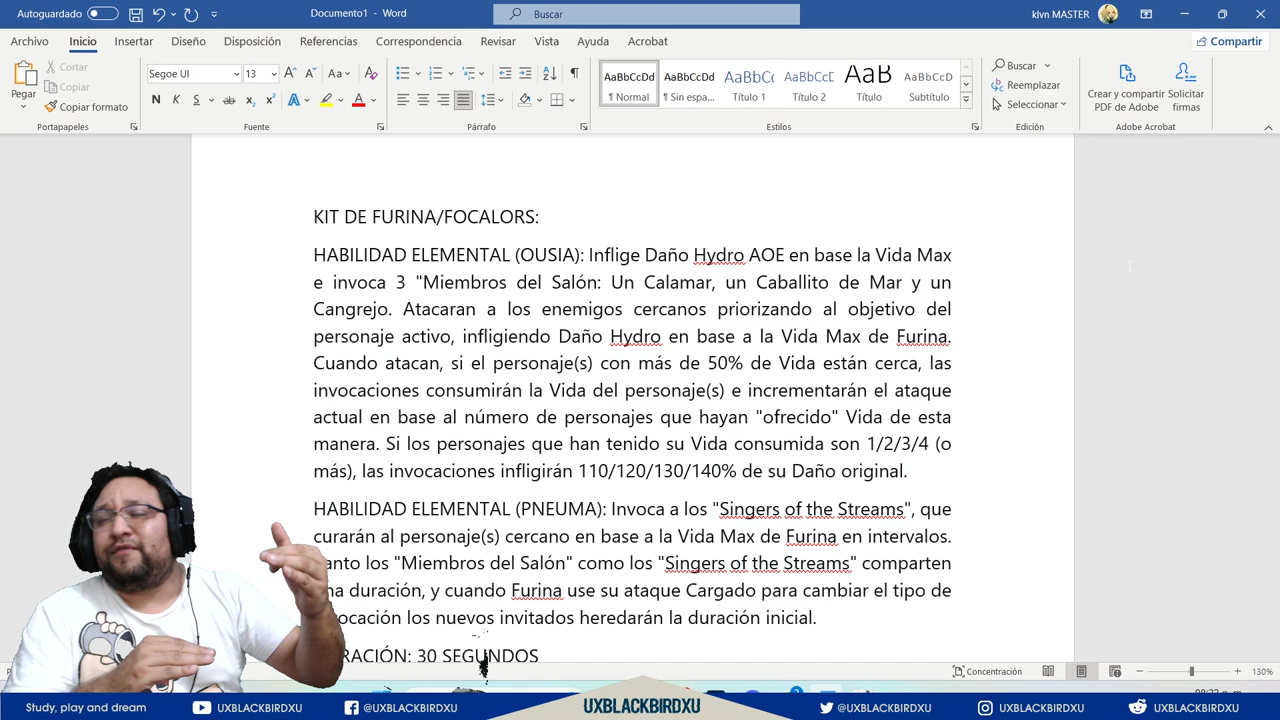 Autoguardado
Documento1 - Word
Buscar
klvn MASTER
Archivo Inicio Insertar Diseño Disposición Referencias Correspondencia Revisar Vista Ayuda Acrobat
Compartir
Pegar
Cortar
Copiar
Copiar formato
Portapapeles
Segoe UI 13
N K S
Fuente
Párrafo
AaBbCcDd AaBbCcDd
¶ Normal ¶ Sin espa... Título 1 Título 2 Título Subtítulo
Estilos
Buscar
Reemplazar
Seleccionar
Edición
Crear y compartir PDF de Adobe
Solicitar firmas
Adobe Acrobat
KIT DE FURINA/FOCALORS:
HABILIDAD ELEMENTAL (OUSIA): Inflige Daño Hydro AOE en base la Vida Max
e invoca 3 "Miembros del Salón: Un Calamar, un Caballito de Mar y un
Cangrejo. Atacaran a los enemigos cercanos priorizando al objetivo del
personaje activo, infligiendo Daño Hydro en base a la Vida Max de Furina.
Cuando atacan, si el personaje(s) con más de 50% de Vida están cerca, las
invocaciones consumirán la Vida del personaje(s) e incrementarán el ataque
actual en base al número de personajes que hayan "ofrecido" Vida de esta
manera. Si los personajes que han tenido su Vida consumida son 1/2/3/4 (o
más), las invocaciones infligirán 110/120/130/140% de su Daño original.
HABILIDAD ELEMENTAL (PNEUMA): Invoca a los "Singers of the Streams", que
curarán al personaje(s) cercano en base a la Vida Max de Furina en intervalos.
los "Miembros del Salón" como los "Singers of the Streams" comparten
duración, y cuando Furina use su ataque Cargado para cambiar el tipo de
los nuevos invitados heredarán la duración inicial.
30 SEGUNDOS
Concentración
130%
Study, play and dream
UXBLACKBIRDXU
@UXBLACKBIRDXU
UXBLACKBIRDXU
@UXBLACKBIRDXU
UXBLACKBIRDXU
UXBLACKBIRDXU